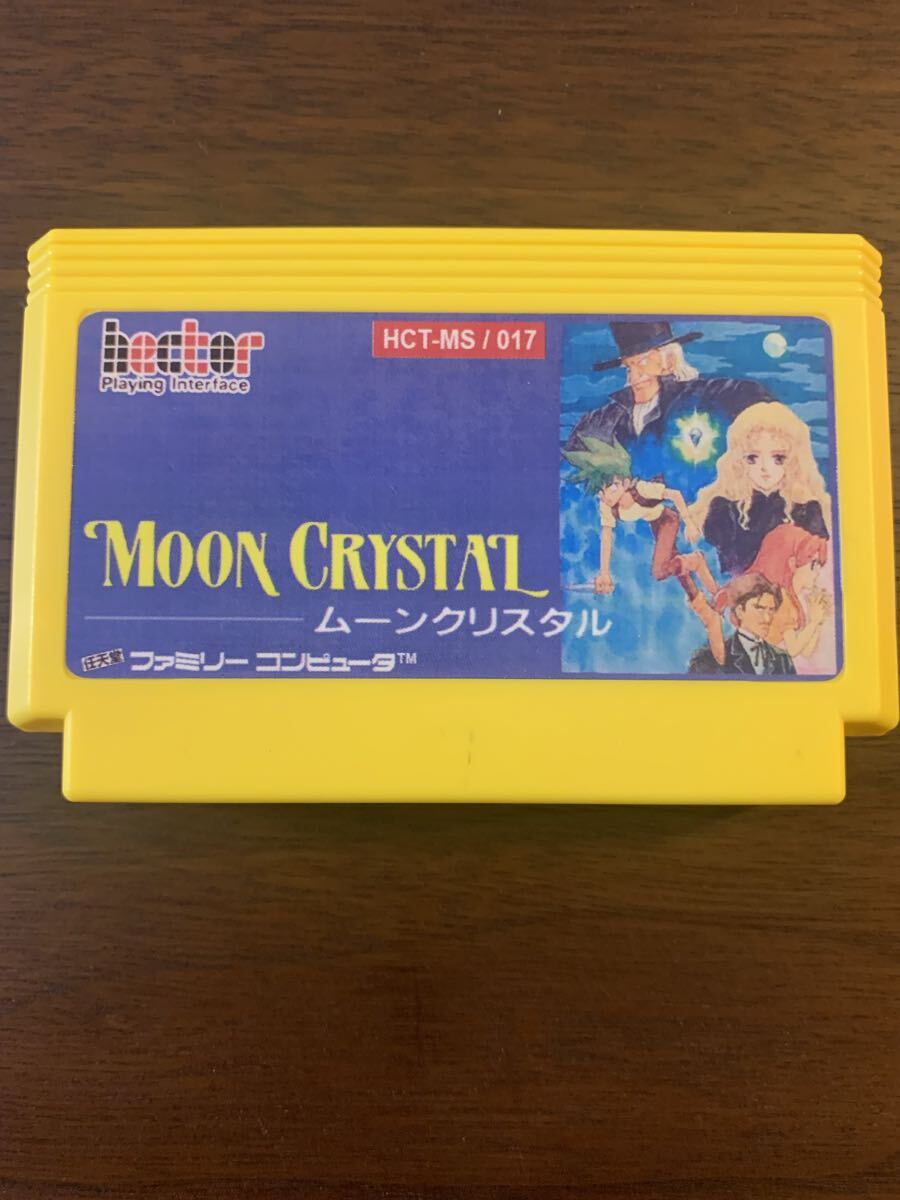 hector
Playing Interface
HCT-MS / 017
MOON CRYSTAL
ムーンクリスタル
任天堂 ファミリー コンピュータ™